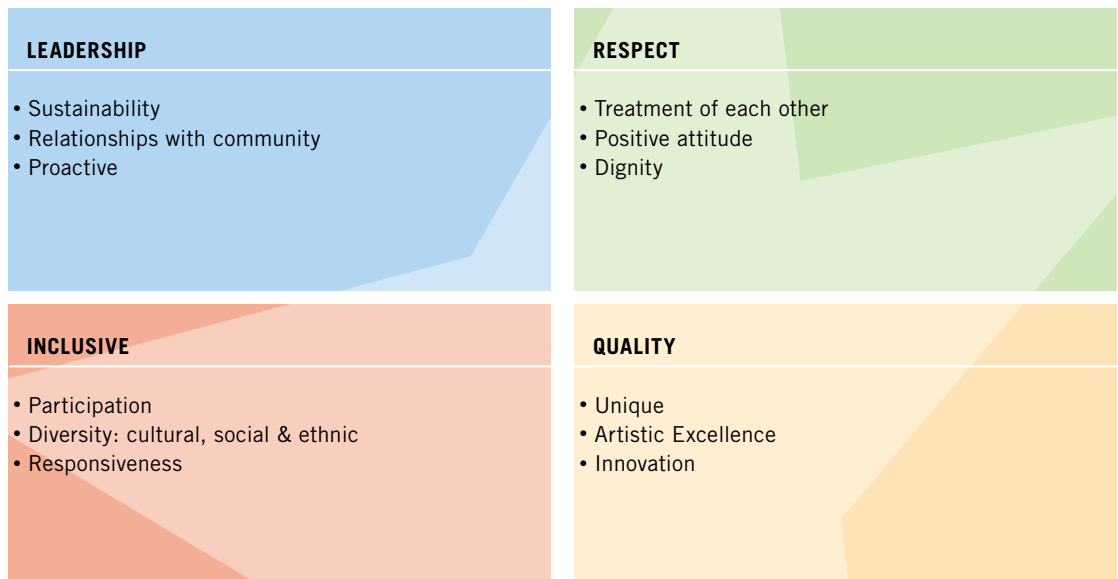 LEADERSHIP
• Sustainability
• Relationships with community
• Proactive
RESPECT
• Treatment of each other
• Positive attitude
• Dignity
INCLUSIVE
• Participation
• Diversity: cultural, social & ethnic
• Responsiveness
QUALITY
• Unique
• Artistic Excellence
• Innovation